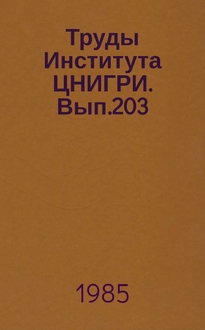 Труды
Института
ЦНИГРИ.
Вып.203
1985